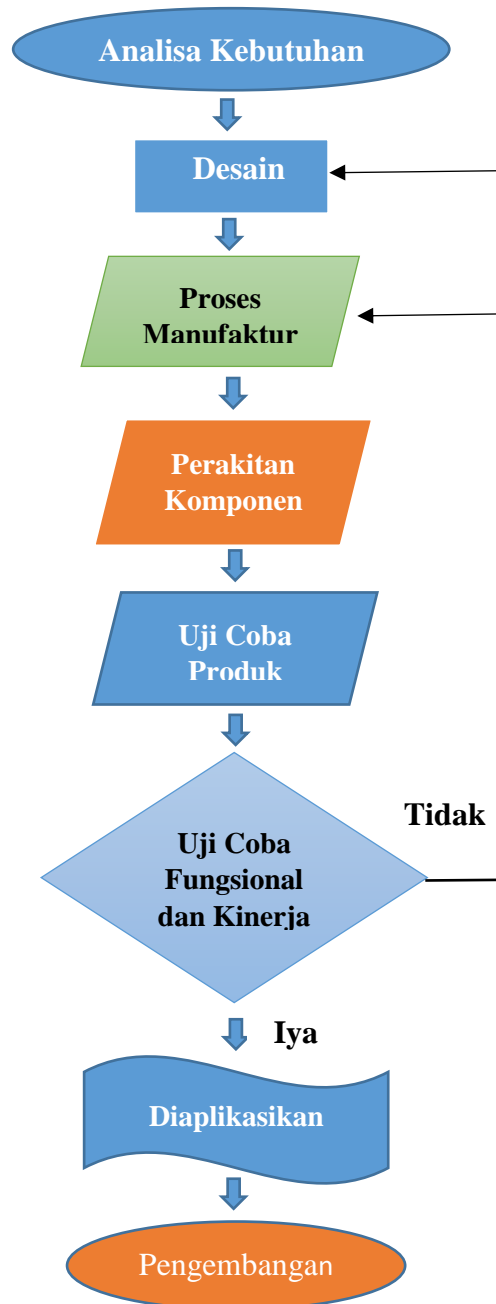 Analisa Kebutuhan
Desain
Proses
Manufaktur
Perakitan
Komponen
Uji Coba
Produk
Tidak
Uji Coba
Fungsional
dan Kinerja
Iya
Diaplikasikan
Pengembangan